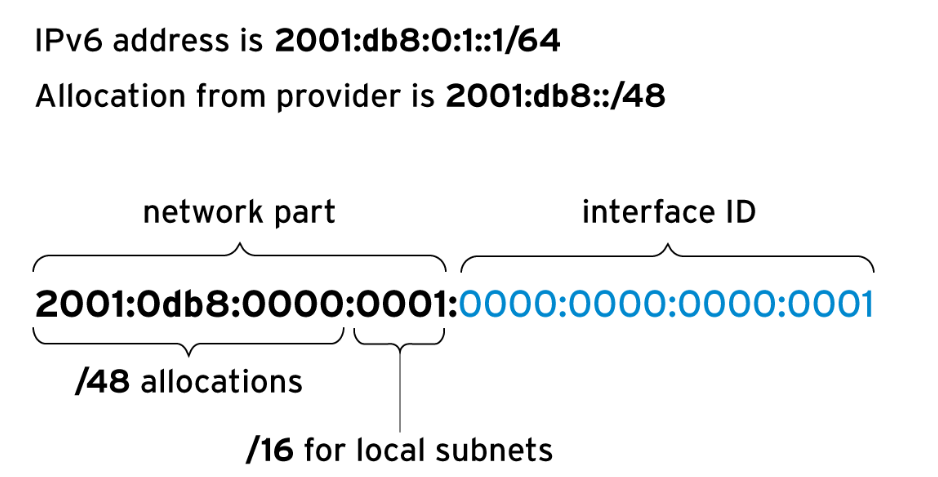 IPv6 address is 2001:db8:0:1::1/64
Allocation from provider is 2001:db8::/48
network part
interface ID
2001:0db8:0000:0001:0000:0000:0000:0001
/48 allocations
/16 for local subnets